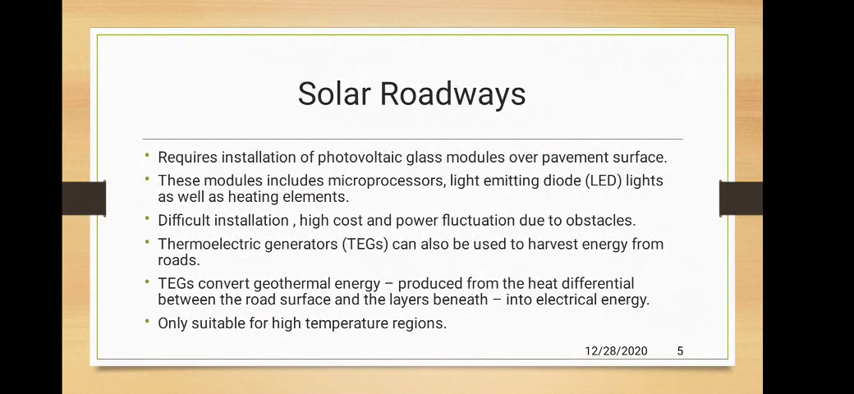 Solar Roadways
• Requires installation of photovoltaic glass modules over pavement surface.
• These modules includes microprocessors, light emitting diode (LED) lights
as well as heating elements.
• Difficult installation , high cost and power fluctuation due to obstacles.
• Thermoelectric generators (TEGs) can also be used to harvest energy from
roads.
• TEGs convert geothermal energy – produced from the heat differential
between the road surface and the layers beneath – into electrical energy.
• Only suitable for high temperature regions.
12/28/2020 5